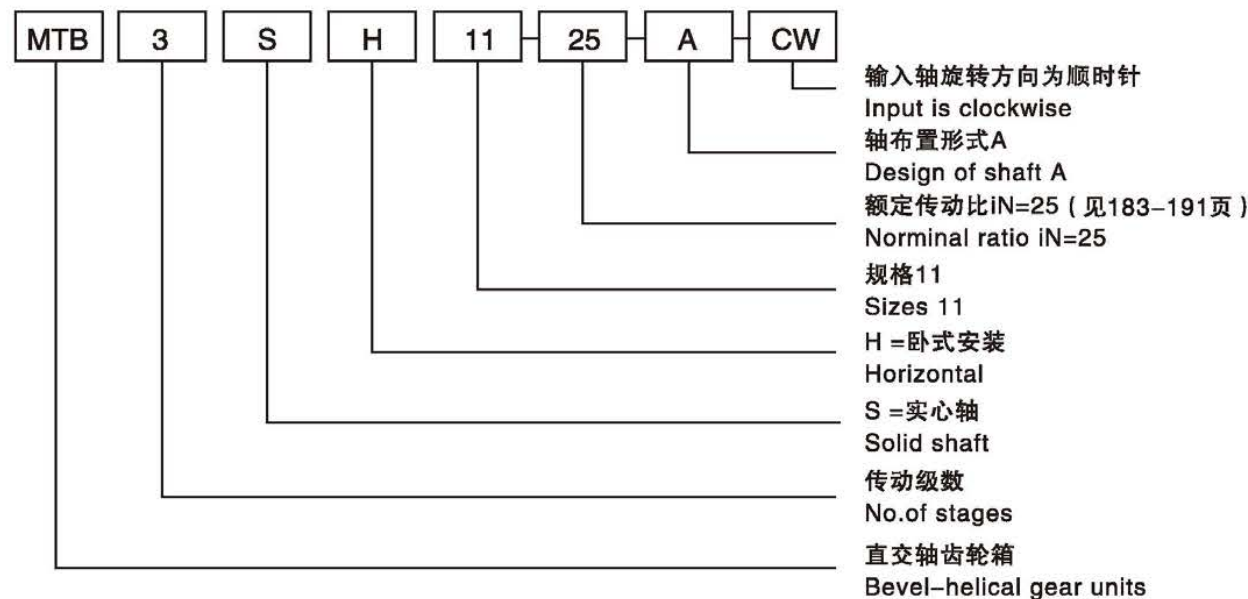 MTB 3 S H 11-25-A-CW
输入轴旋转方向为顺时针
Input is clockwise
轴布置形式A
Design of shaft A
额定传动比iN=25(见183-191页)
Norminal ratio iN=25
规格11
Sizes 11
H =卧式安装
Horizontal
S =实心轴
Solid shaft
传动级数
No.of stages
直交轴齿轮箱
Bevel-helical gear units